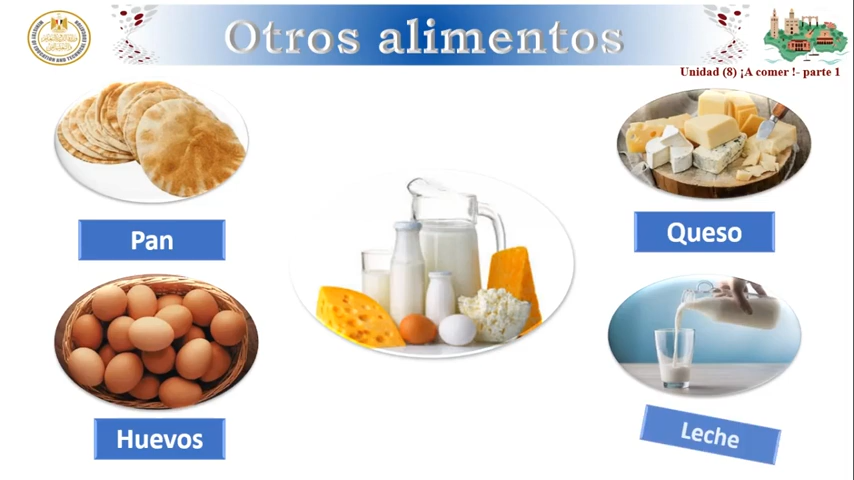 Otros alimentos
Unidad (8) ¡A comer !- parte 1
Pan
Queso
Huevos
Leche